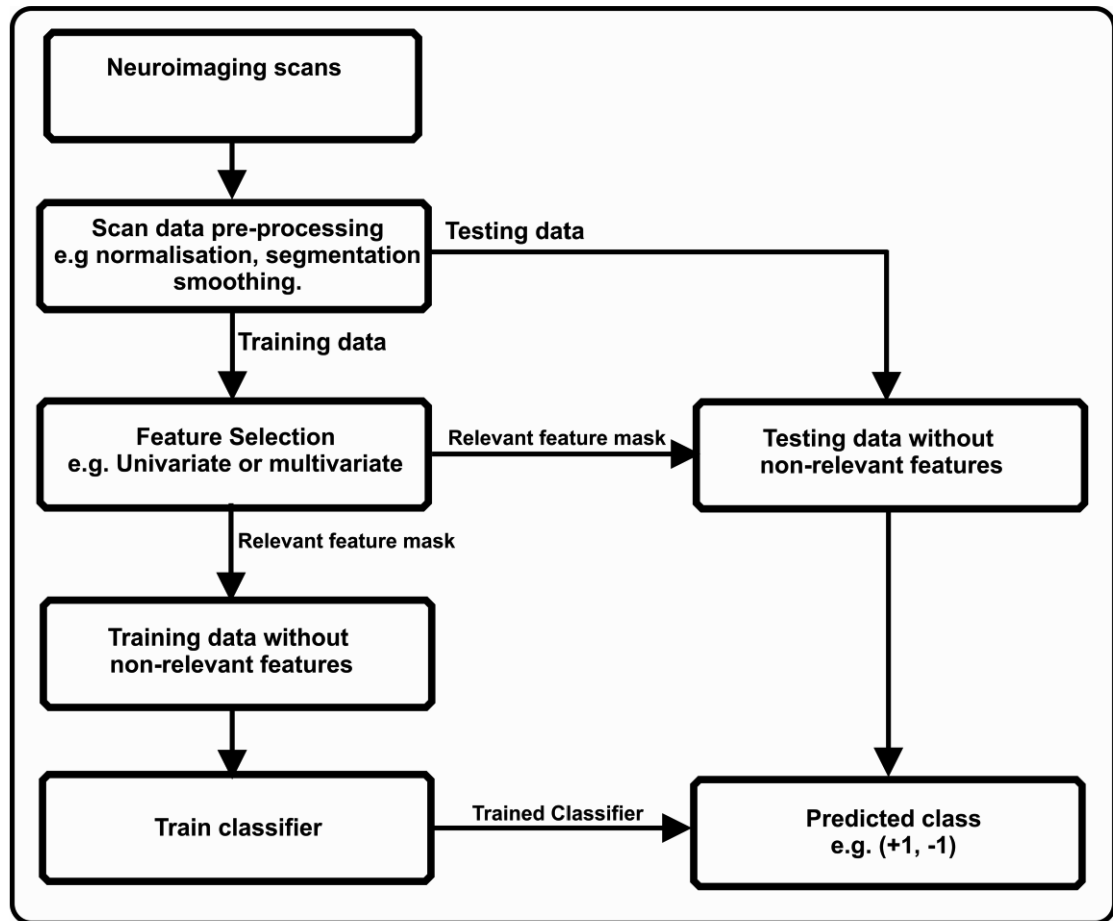 Neuroimaging scans
Scan data pre-processing
e.g normalisation, segmentation
smoothing.
Testing data
Training data
Feature Selection
e.g. Univariate or multivariate
Relevant feature mask
Testing data without
non-relevant features
Relevant feature mask
Training data without
non-relevant features
Train classifier
Trained Classifier
Predicted class
e.g. (+1, -1)